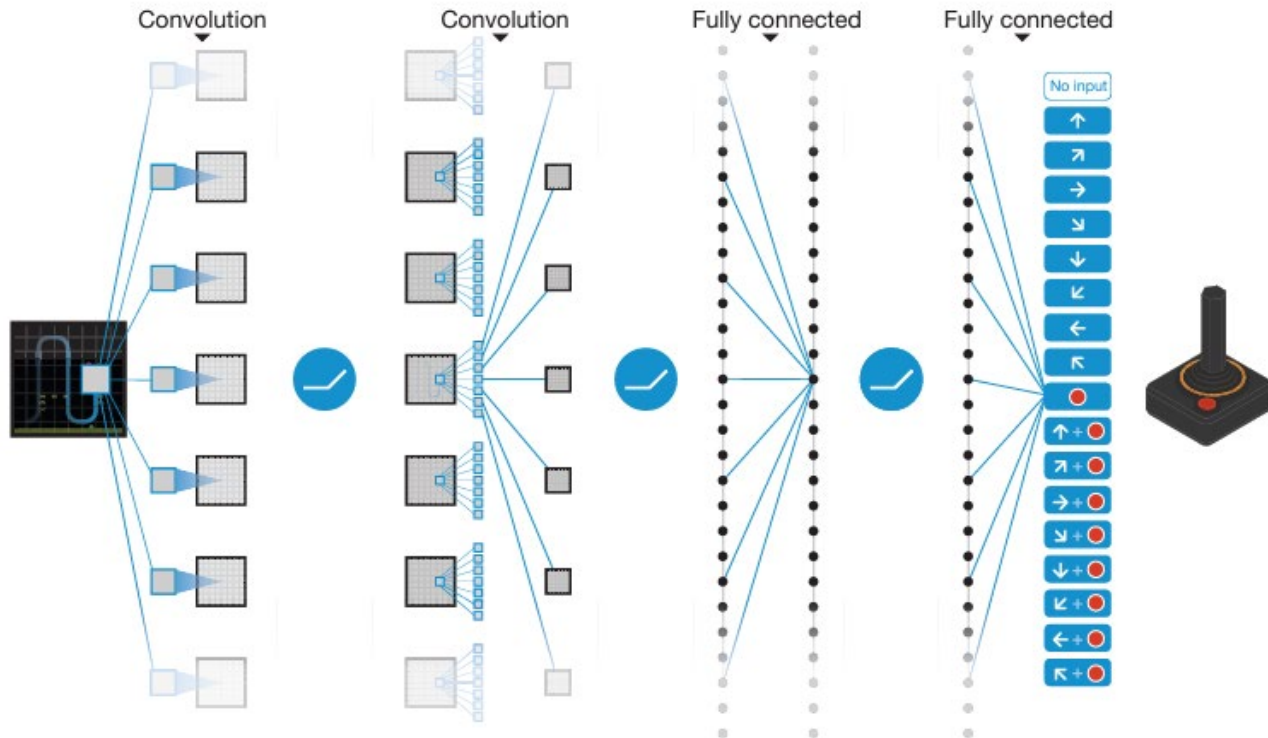 Convolution
Convolution
Fully connected
Fully connected
No input
+
+
+
+
+
+
+
+